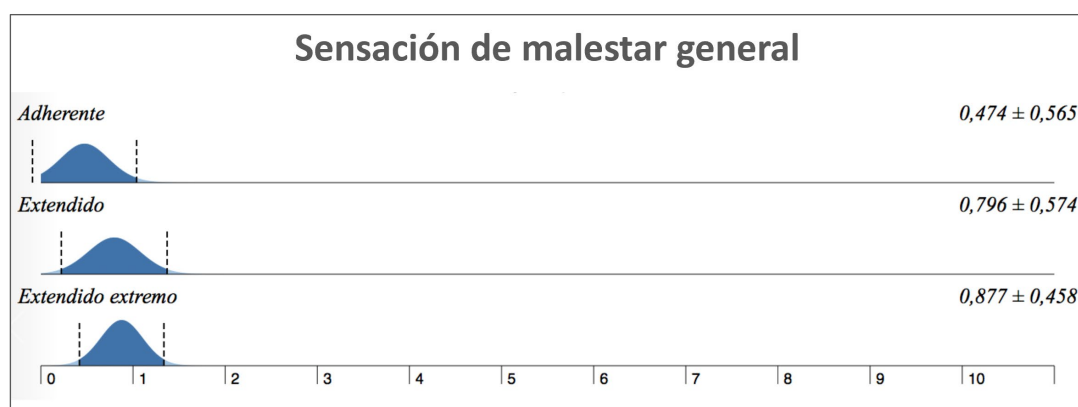 Sensación de malestar general
Adherente 0,474 ± 0,565
Extendido 0,796 ± 0,574
Extendido extremo 0,877 ± 0,458
0 1 2 3 4 5 6 7 8 9 10